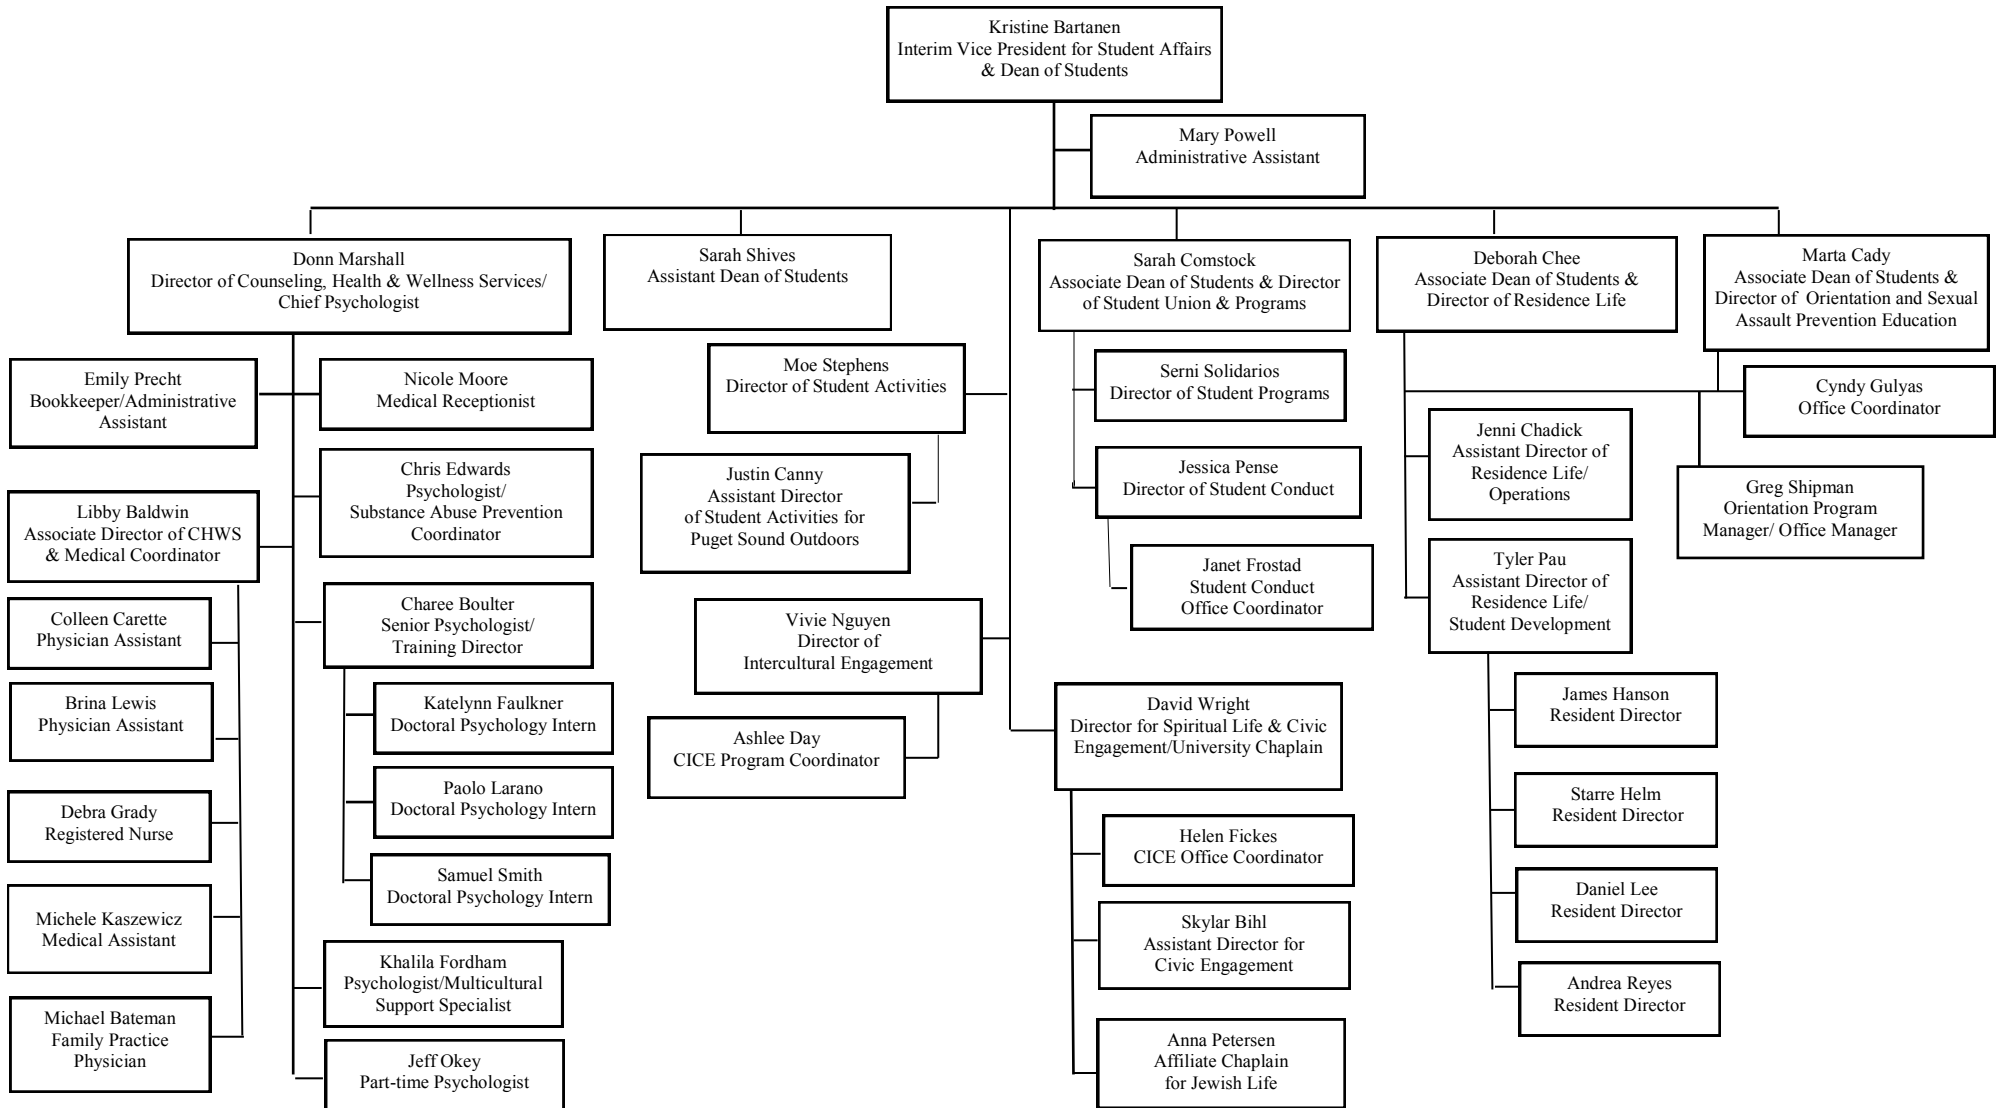 Kristine Bartanen
Interim Vice President for Student Affairs
& Dean of Students
Mary Powell
Administrative Assistant
Donn Marshall
Director of Counseling, Health & Wellness Services/
Chief Psychologist
Sarah Shives
Assistant Dean of Students
Sarah Comstock
Associate Dean of Students & Director
of Student Union & Programs
Deborah Chee
Associate Dean of Students &
Director of Residence Life
Marta Cady
Associate Dean of Students &
Director of Orientation and Sexual
Assault Prevention Education
Emily Precht
Bookkeeper/Administrative
Assistant
Nicole Moore
Medical Receptionist
Moe Stephens
Director of Student Activities
Serni Solidarios
Director of Student Programs
Cyndy Gulyas
Office Coordinator
Jenni Chadick
Assistant Director of
Residence Life/
Operations
Chris Edwards
Psychologist/
Substance Abuse Prevention
Coordinator
Justin Canny
Assistant Director
of Student Activities for
Puget Sound Outdoors
Jessica Pense
Director of Student Conduct
Greg Shipman
Orientation Program
Manager/ Office Manager
Libby Baldwin
Associate Director of CHWS
& Medical Coordinator
Janet Frostad
Student Conduct
Office Coordinator
Tyler Pau
Assistant Director of
Residence Life/
Student Development
Colleen Carette
Physician Assistant
Charee Boulter
Senior Psychologist/
Training Director
Vivie Nguyen
Director of
Intercultural Engagement
Brina Lewis
Physician Assistant
Katelynn Faulkner
Doctoral Psychology Intern
David Wright
Director for Spiritual Life & Civic
Engagement/University Chaplain
James Hanson
Resident Director
Ashlee Day
CICE Program Coordinator
Debra Grady
Registered Nurse
Paolo Larano
Doctoral Psychology Intern
Starre Helm
Resident Director
Helen Fickes
CICE Office Coordinator
Samuel Smith
Doctoral Psychology Intern
Daniel Lee
Resident Director
Michele Kaszewicz
Medical Assistant
Skylar Bihl
Assistant Director for
Civic Engagement
Khalila Fordham
Psychologist/Multicultural
Support Specialist
Andrea Reyes
Resident Director
Michael Bateman
Family Practice
Physician
Jeff Okey
Part-time Psychologist
Anna Petersen
Affiliate Chaplain
for Jewish Life